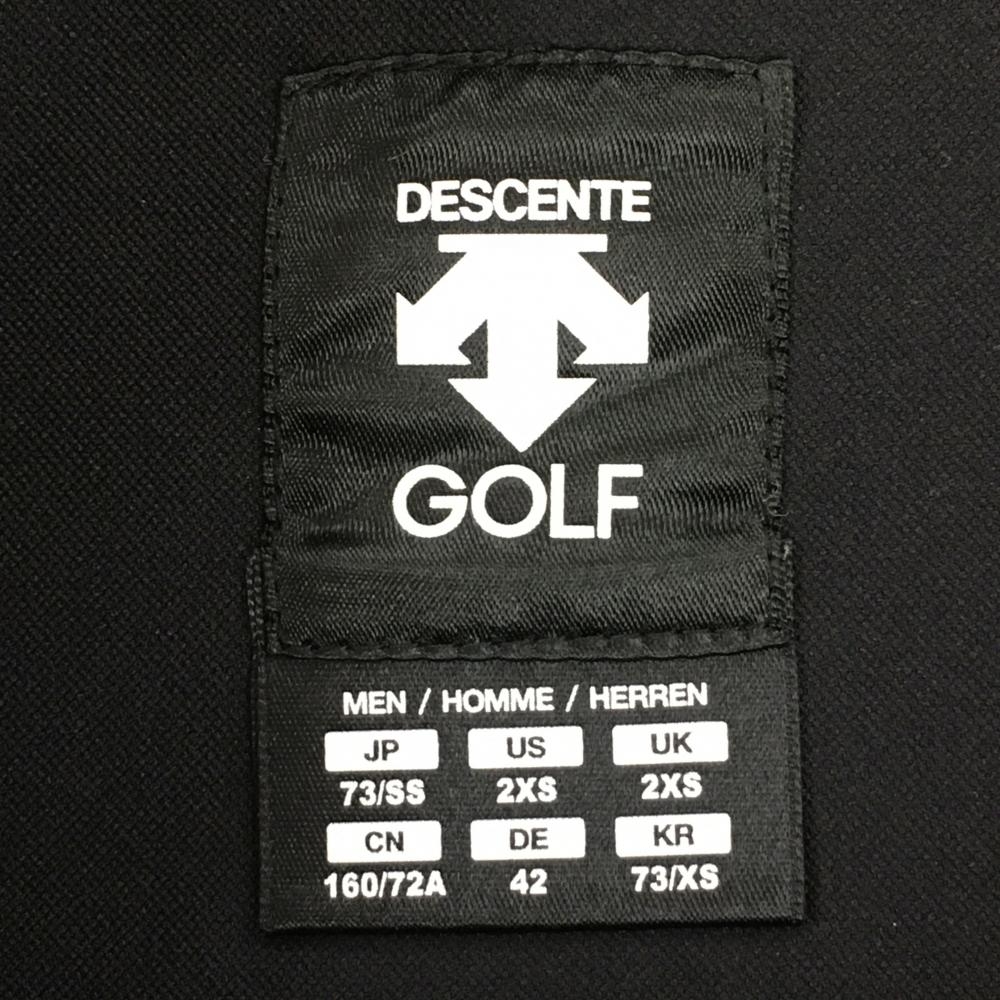 DESCENTE
GOLF
MEN / HOMME / HERREN
JP US UK
73/SS 2XS 2XS
CN DE KR
160/72A 42 73/XS